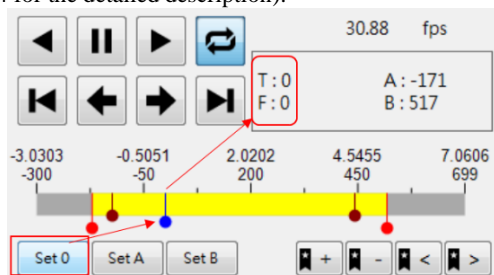 for the detailed description).
30.88 fps
T : 0 A : -171
F : 0 B : 517
-3.0303 -0.5051 2.0202 4.5455 7.0606
-300 -50 200 450 699
Set 0 Set A Set B + - < >